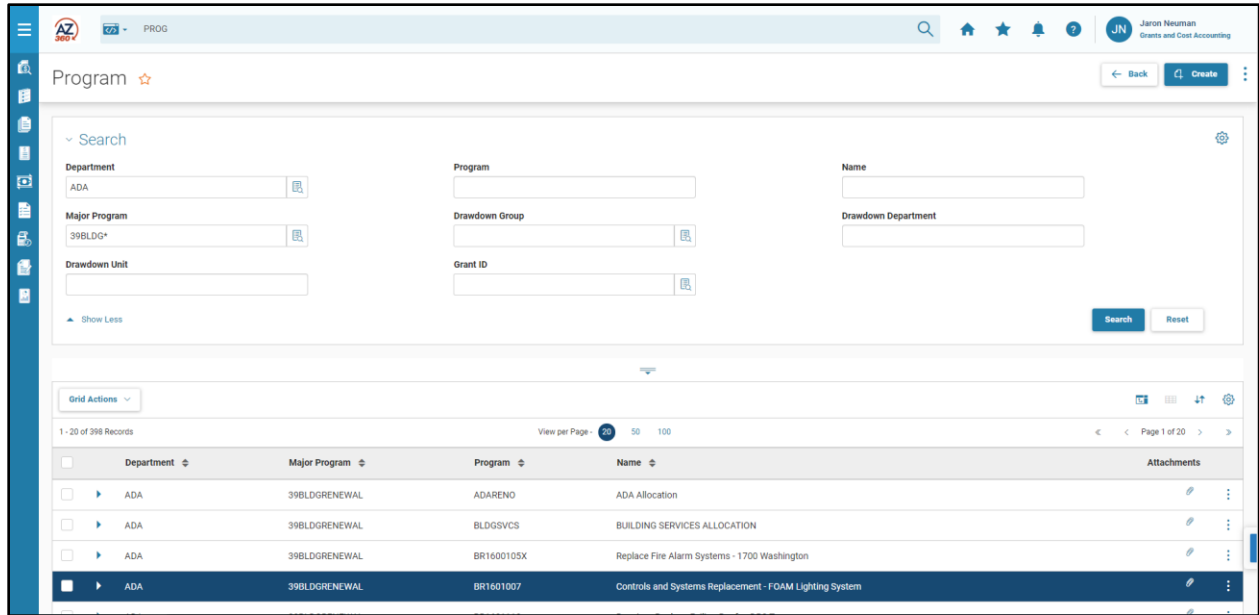 AZ
360
PROG
JN
Jaron Neuman
Grants and Cost Accounting
Program
Back
Create
Search
Department
Program
Name
ADA
Major Program
Drawdown Group
Drawdown Department
39BLDG*
Drawdown Unit
Grant ID
Show Less
Search
Reset
Grid Actions
1 - 20 of 398 Records
View per Page - 20 50 100
Page 1 of 20
Department Major Program Program Name Attachments
ADA 39BLDGRENEWAL ADARENO ADA Allocation
ADA 39BLDGRENEWAL BLDGSVCS BUILDING SERVICES ALLOCATION
ADA 39BLDGRENEWAL BR1600105X Replace Fire Alarm Systems - 1700 Washington
ADA 39BLDGRENEWAL BR1601007 Controls and Systems Replacement - FOAM Lighting System